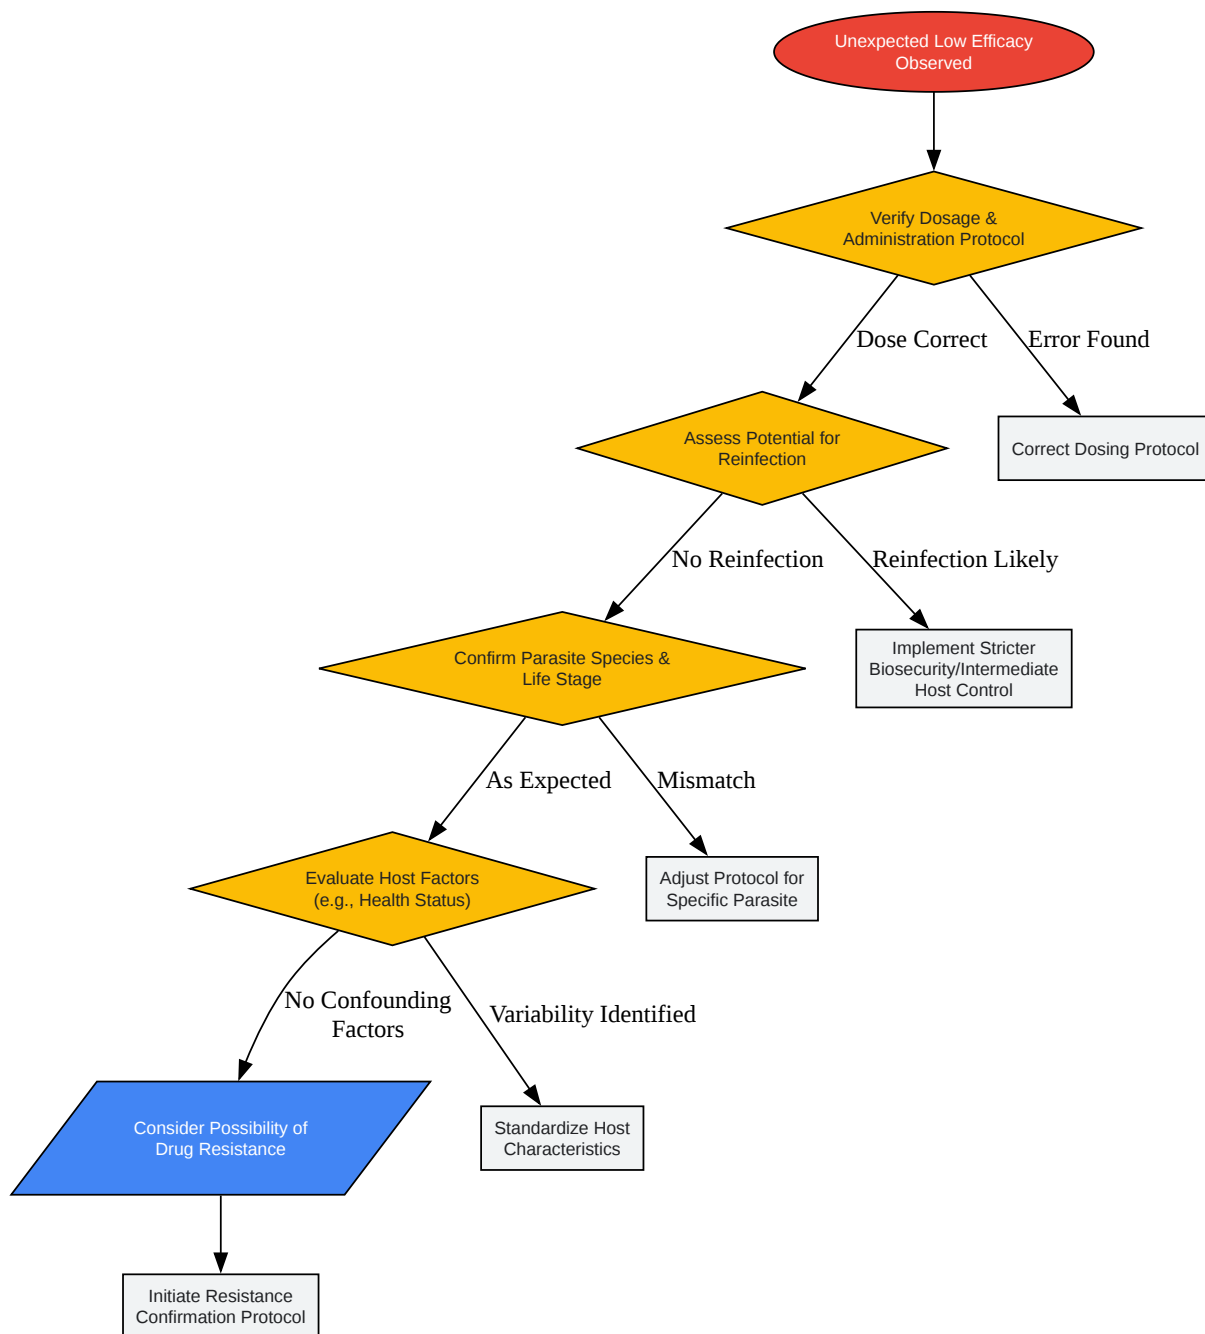 Unexpected Low Efficacy
Observed
Verify Dosage &
Administration Protocol
Dose Correct
Error Found
Assess Potential for
Reinfection
Correct Dosing Protocol
No Reinfection
Reinfection Likely
Confirm Parasite Species &
Life Stage
Implement Stricter
Biosecurity/Intermediate
Host Control
As Expected
Mismatch
Evaluate Host Factors
(e.g., Health Status)
Adjust Protocol for
Specific Parasite
No Confounding
Factors
Variability Identified
Consider Possibility of
Drug Resistance
Standardize Host
Characteristics
Initiate Resistance
Confirmation Protocol